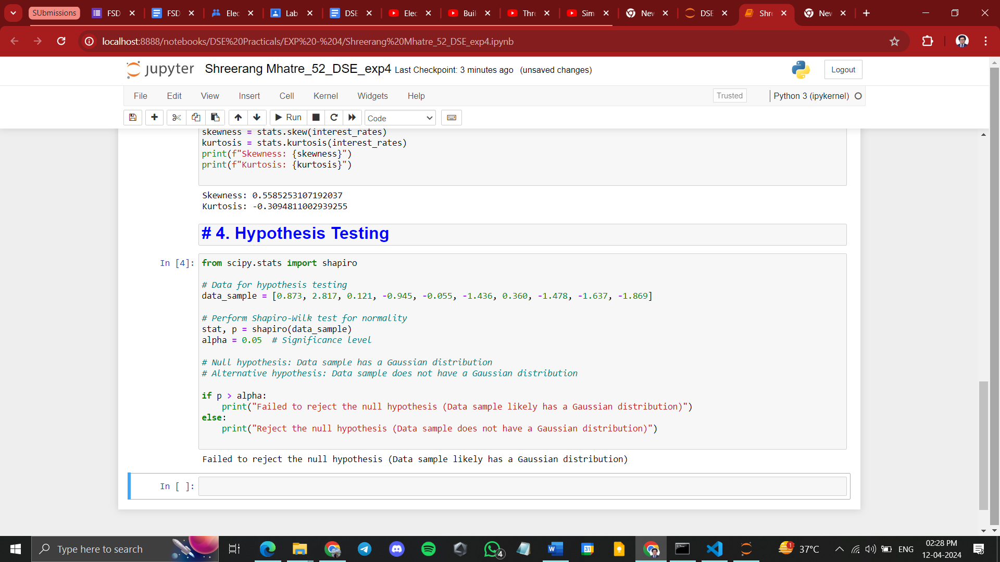 SUbmissions
FSD
FSD
Elec
Lab
DSE
Elec
Buil
Thre
Sim
New
DSE
Shre
New
localhost:8888/notebooks/DSE%20Practicals/EXP%20-%204/Shreerang%20Mhatre_52_DSE_exp4.ipynb
jupyter Shreerang Mhatre_52_DSE_exp4 Last Checkpoint: 3 minutes ago (unsaved changes)
Logout
File Edit View Insert Cell Kernel Widgets Help
Trusted
Python 3 (ipykernel)
Run
Code
skewness = stats.skew(interest_rates)
kurtosis = stats.kurtosis(interest_rates)
print(f"Skewness: {skewness}")
print(f"Kurtosis: {kurtosis}")
Skewness: 0.5585253107192037
Kurtosis: -0.3094811002939255
# 4. Hypothesis Testing
In [4]: from scipy.stats import shapiro
# Data for hypothesis testing
data_sample = [0.873, 2.817, 0.121, -0.945, -0.055, -1.436, 0.360, -1.478, -1.637, -1.869]
# Perform Shapiro-Wilk test for normality
stat, p = shapiro(data_sample)
alpha = 0.05  # Significance level
# Null hypothesis: Data sample has a Gaussian distribution
# Alternative hypothesis: Data sample does not have a Gaussian distribution
if p > alpha:
    print("Failed to reject the null hypothesis (Data sample likely has a Gaussian distribution)")
else:
    print("Reject the null hypothesis (Data sample does not have a Gaussian distribution)")
Failed to reject the null hypothesis (Data sample likely has a Gaussian distribution)
In [ ]:
Type here to search
4
31
1
37°C
ENG
02:28 PM
12-04-2024